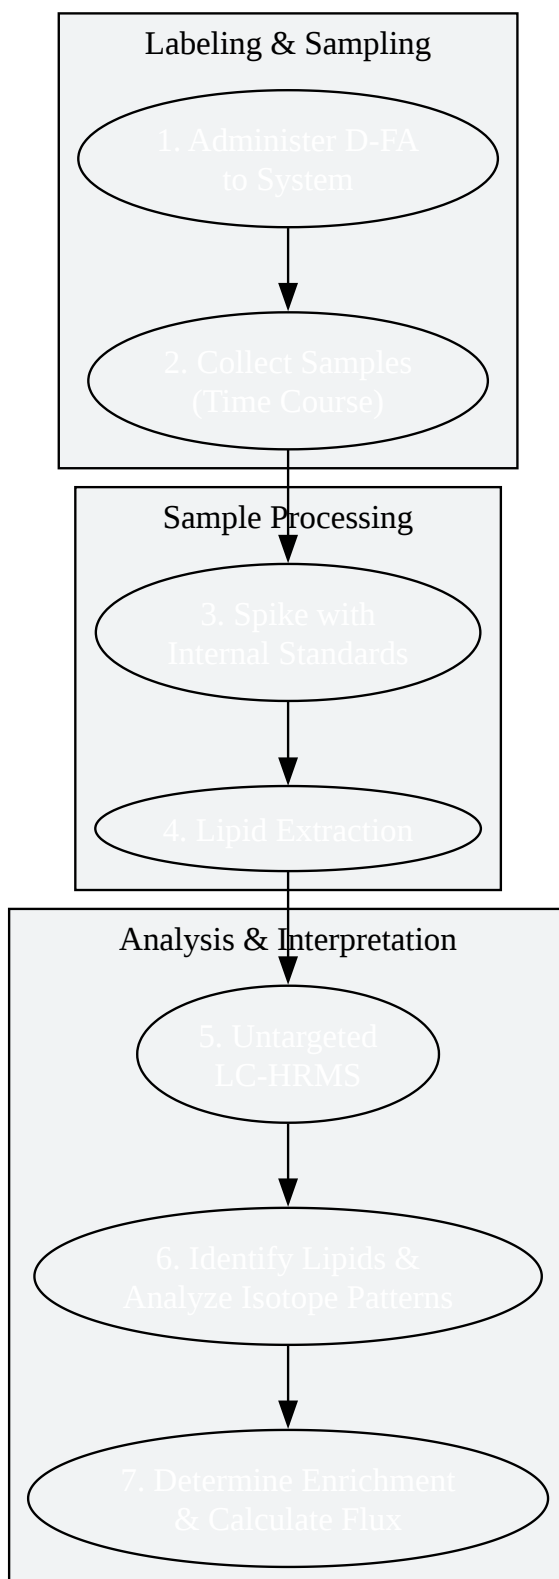 Labeling & Sampling
1. Administer D-FA
to System
2. Collect Samples
(Time Course)
Sample Processing
3. Spike with
Internal Standards
4. Lipid Extraction
Analysis & Interpretation
5. Untargeted
LC-HRMS
6. Identify Lipids &
Analyze Isotope Patterns
7. Determine Enrichment
& Calculate Flux